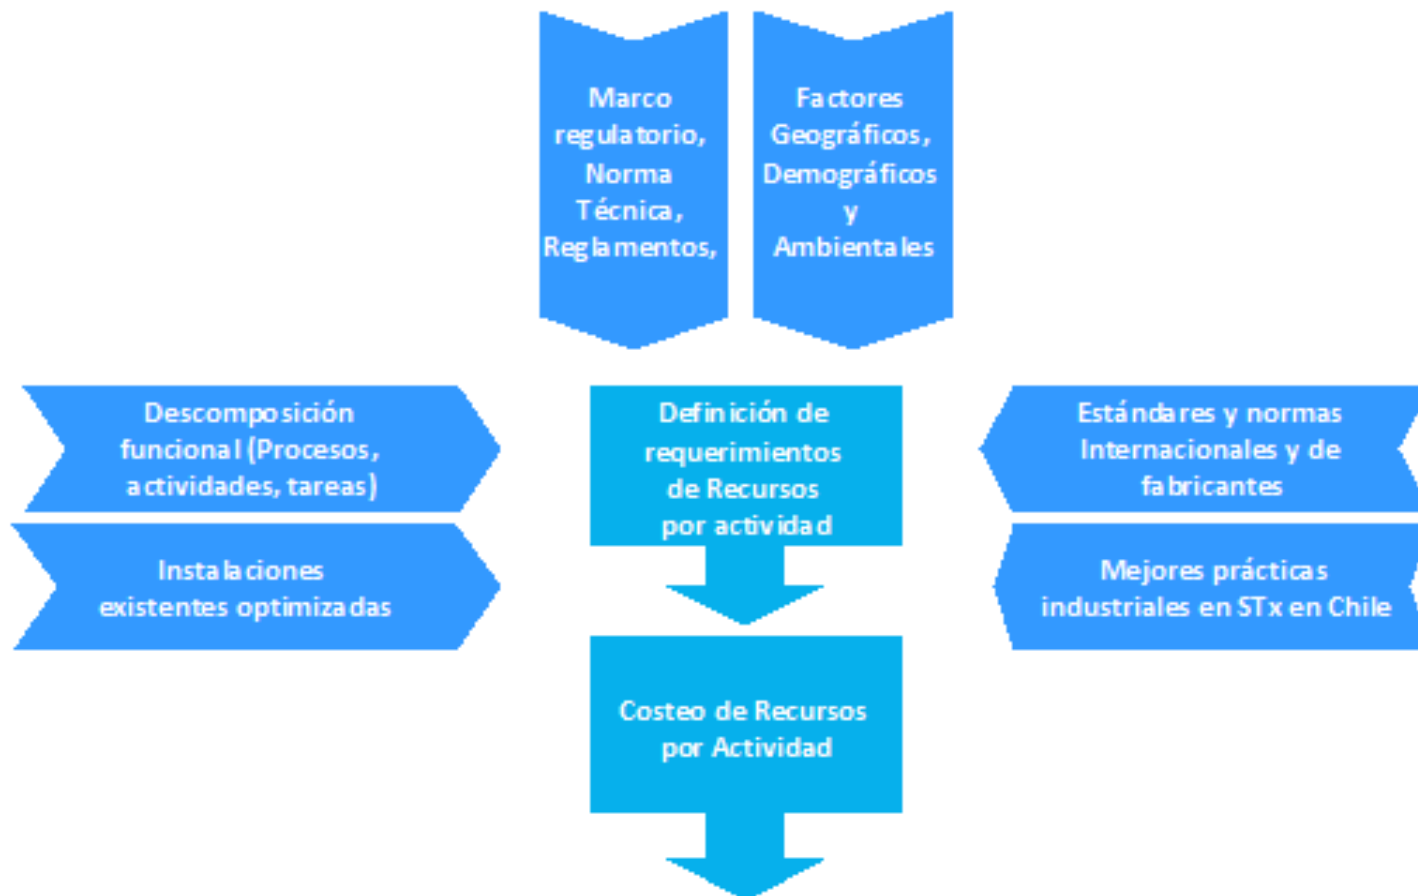 Marco
regulatorio,
Norma
Técnica,
Reglamentos,
Factores
Geográficos,
Demográficos
y
Ambientales
Descomposición
funcional (Procesos,
actividades, tareas)
Instalaciones
existentes optimizadas
Definición de
requerimientos
de Recursos
por actividad
Estándares y normas
Internacionales y de
fabricantes
Mejores prácticas
industriales en STx en Chile
Costeo de Recursos
por Actividad